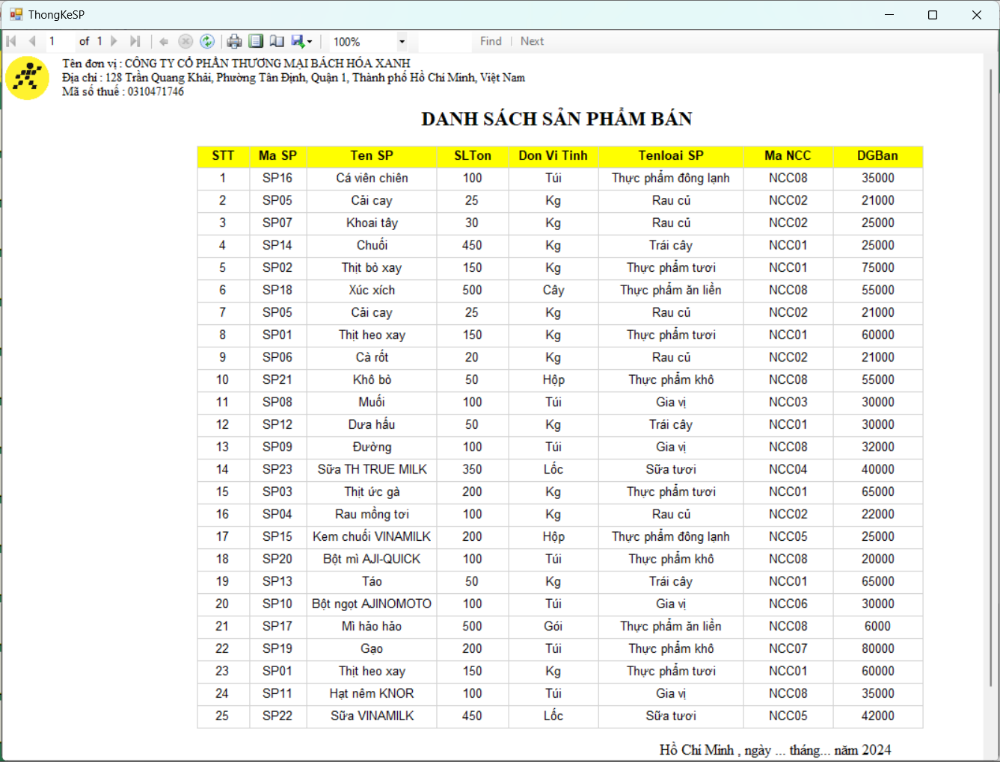 ThongKeSP
1 of 1 100% Find | Next
Tên đơn vị : CÔNG TY CỔ PHẦN THƯƠNG MẠI BÁCH HÓA XANH
Địa chỉ : 128 Trần Quang Khải, Phường Tân Định, Quận 1, Thành phố Hồ Chí Minh, Việt Nam
Mã số thuế : 0310471746
DANH SÁCH SẢN PHẨM BÁN
STT Ma SP Ten SP SLTon Don Vi Tinh Tenloai SP Ma NCC DGBan
1 SP16 Cá viên chiên 100 Túi Thực phẩm đông lạnh NCC08 35000
2 SP05 Cải cay 25 Kg Rau củ NCC02 21000
3 SP07 Khoai tây 30 Kg Rau củ NCC02 25000
4 SP14 Chuối 450 Kg Trái cây NCC01 25000
5 SP02 Thịt bò xay 150 Kg Thực phẩm tươi NCC01 75000
6 SP18 Xúc xích 500 Cây Thực phẩm ăn liền NCC08 55000
7 SP05 Cải cay 25 Kg Rau củ NCC02 21000
8 SP01 Thịt heo xay 150 Kg Thực phẩm tươi NCC01 60000
9 SP06 Cà rốt 20 Kg Rau củ NCC02 21000
10 SP21 Khô bò 50 Hộp Thực phẩm khô NCC08 55000
11 SP08 Muối 100 Túi Gia vị NCC03 30000
12 SP12 Dưa hấu 50 Kg Trái cây NCC01 30000
13 SP09 Đường 100 Túi Gia vị NCC08 32000
14 SP23 Sữa TH TRUE MILK 350 Lốc Sữa tươi NCC04 40000
15 SP03 Thịt ức gà 200 Kg Thực phẩm tươi NCC01 65000
16 SP04 Rau mồng tơi 100 Kg Rau củ NCC02 22000
17 SP15 Kem chuối VINAMILK 200 Hộp Thực phẩm đông lạnh NCC05 25000
18 SP20 Bột mì AJI-QUICK 100 Túi Thực phẩm khô NCC08 20000
19 SP13 Táo 50 Kg Trái cây NCC01 65000
20 SP10 Bột ngọt AJINOMOTO 100 Túi Gia vị NCC06 30000
21 SP17 Mì hảo hảo 500 Gói Thực phẩm ăn liền NCC08 6000
22 SP19 Gạo 200 Túi Thực phẩm khô NCC07 80000
23 SP01 Thịt heo xay 150 Kg Thực phẩm tươi NCC01 60000
24 SP11 Hạt nêm KNOR 100 Túi Gia vị NCC08 35000
25 SP22 Sữa VINAMILK 450 Lốc Sữa tươi NCC05 42000
Hồ Chí Minh , ngày ... tháng... năm 2024